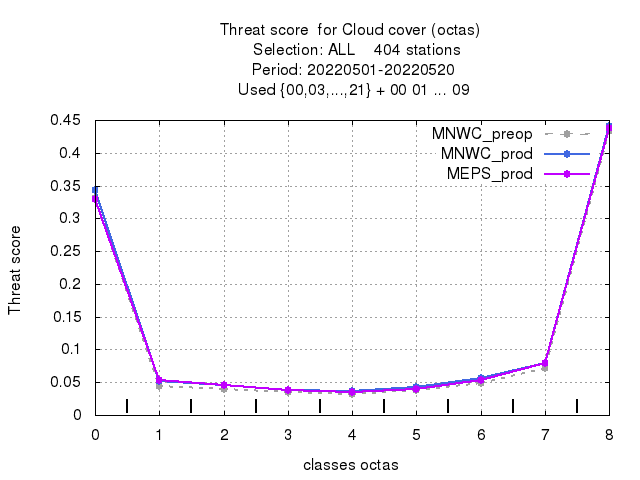 Threat score  for Cloud cover (octas)
Selection: ALL    404 stations
Period: 20220501-20220520
Used {00,03,...,21} + 00 01 ... 09
Threat score
0.45
0.4
0.35
0.3
0.25
0.2
0.15
0.1
0.05
0
MNWC_preop
MNWC_prod
MEPS_prod
0 1 2 3 4 5 6 7 8
classes octas